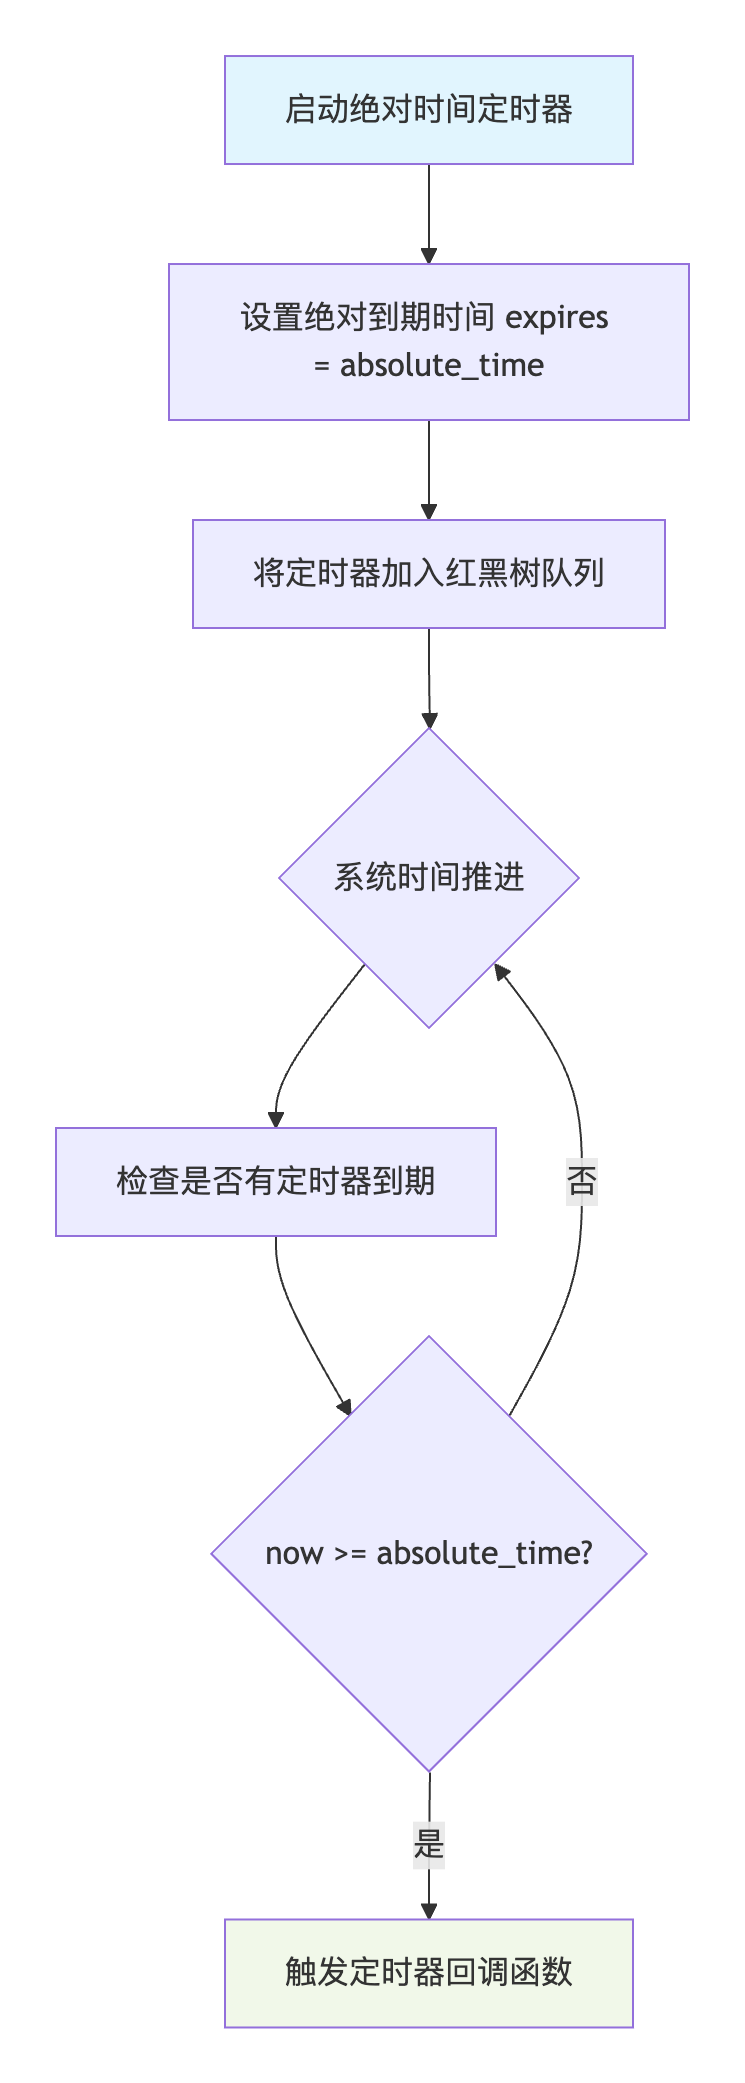 启动绝对时间定时器
设置绝对到期时间 expires
= absolute_time
将定时器加入红黑树队列
系统时间推进
检查是否有定时器到期
否
now >= absolute_time?
是
触发定时器回调函数